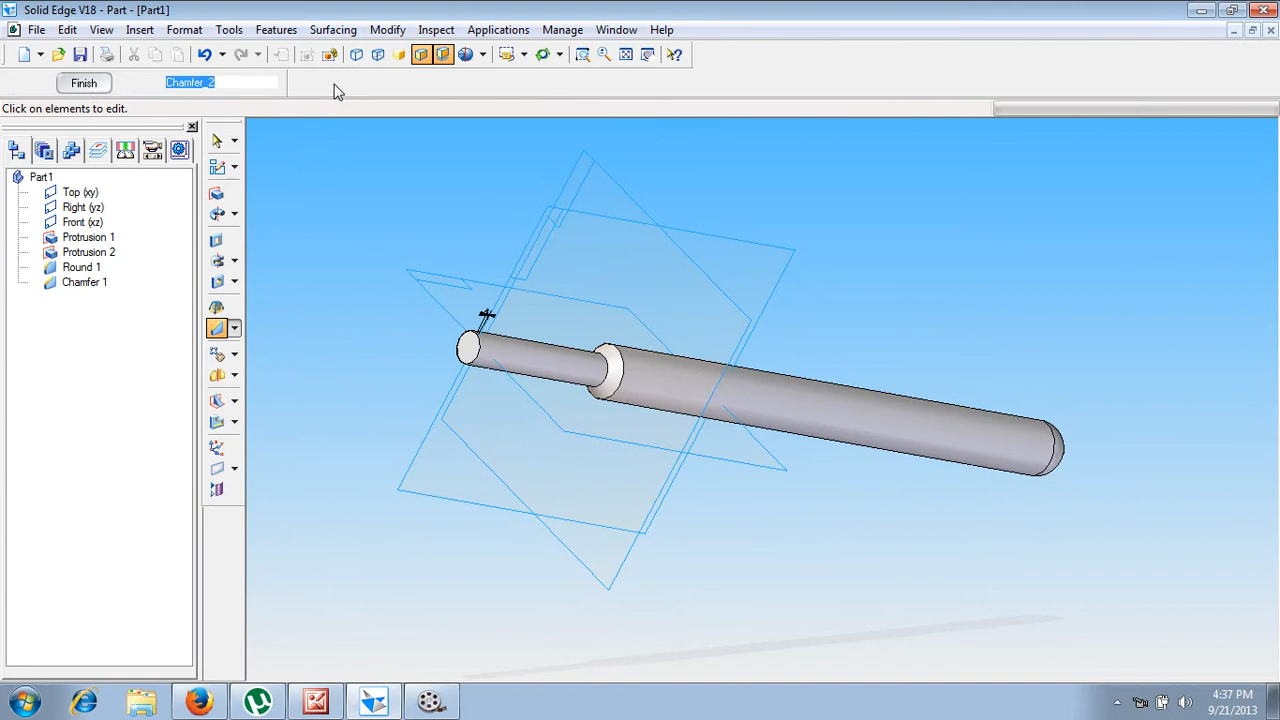 Solid Edge V18 - Part - [Part1]
File Edit View Insert Format Tools Features Surfacing Modify Inspect Applications Manage Window Help
Finish Chamfer_2
Click on elements to edit.
Part1
Top (xy)
Right (yz)
Front (xz)
Protrusion 1
Protrusion 2
Round 1
Chamfer 1
4:37 PM
9/21/2013